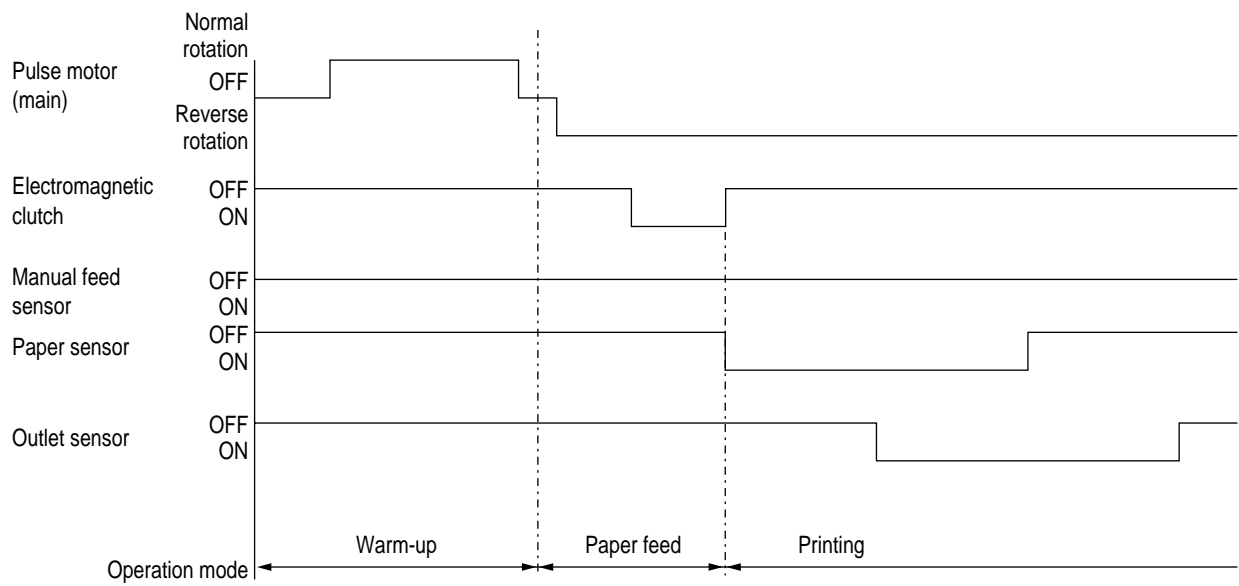 Normal
rotation
Pulse motor
(main)
OFF
Reverse
rotation
Electromagnetic
clutch
OFF
ON
Manual feed
sensor
OFF
ON
Paper sensor
OFF
ON
Outlet sensor
OFF
ON
Warm-up
Paper feed
Printing
Operation mode